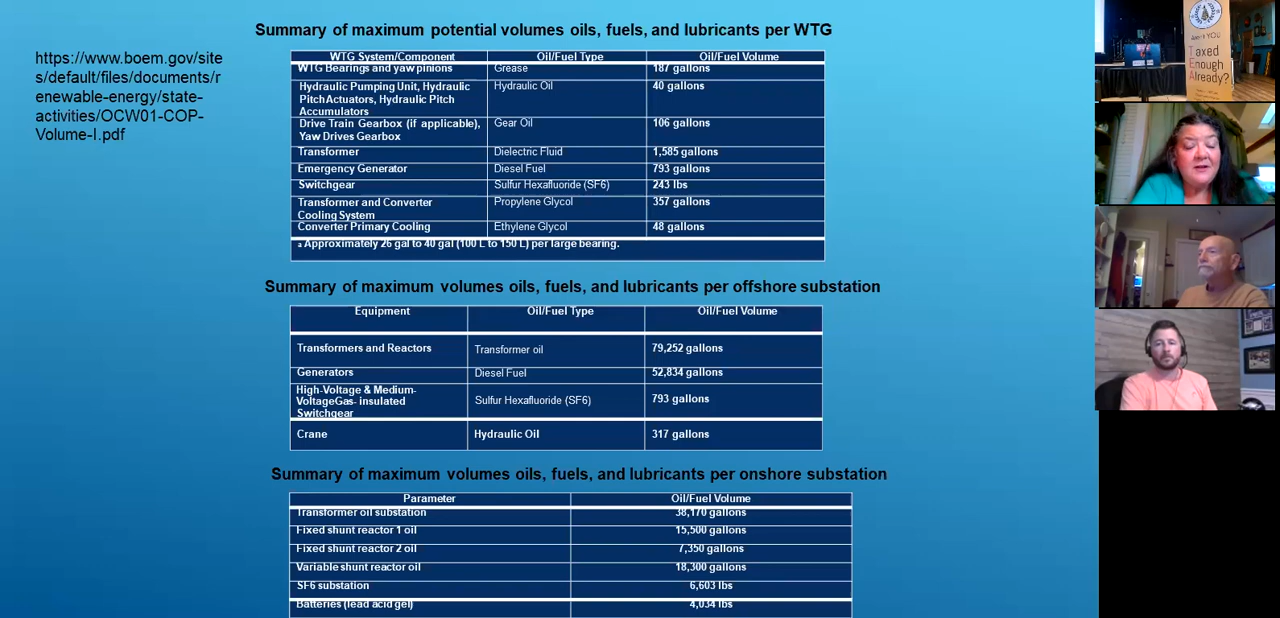 Summary of maximum potential volumes oils, fuels, and lubricants per WTG
https://www.boem.gov/site
s/default/files/documents/r
enewable-energy/state-
activities/OCW01-COP-
Volume-I.pdf
WTG System/Component Oil/Fuel Type Oil/Fuel Volume
WTG Bearings and yaw pinions Grease 187 gallons
Hydraulic Pumping Unit, Hydraulic
PitchActuators, Hydraulic Pitch
Accumulators Hydraulic Oil 40 gallons
Drive Train Gearbox (if applicable),
Yaw Drives Gearbox Gear Oil 106 gallons
Transformer Dielectric Fluid 1,585 gallons
Emergency Generator Diesel Fuel 793 gallons
Switchgear Sulfur Hexafluoride (SF6) 243 lbs
Transformer and Converter
Cooling System Propylene Glycol 357 gallons
Converter Primary Cooling Ethylene Glycol 48 gallons
a Approximately 26 gal to 40 gal (100 L to 150 L) per large bearing.
Summary of maximum volumes oils, fuels, and lubricants per offshore substation
Equipment Oil/Fuel Type Oil/Fuel Volume
Transformers and Reactors Transformer oil 79,252 gallons
Generators Diesel Fuel 52,834 gallons
High-Voltage & Medium-
VoltageGas- insulated
Switchgear Sulfur Hexafluoride (SF6) 793 gallons
Crane Hydraulic Oil 317 gallons
Summary of maximum volumes oils, fuels, and lubricants per onshore substation
Parameter Oil/Fuel Volume
Transformer oil substation 38,170 gallons
Fixed shunt reactor 1 oil 15,500 gallons
Fixed shunt reactor 2 oil 7,350 gallons
Variable shunt reactor oil 18,300 gallons
SF6 substation 6,603 lbs
Batteries (lead acid gel) 4,034 lbs
Taxed
Enough
Already?